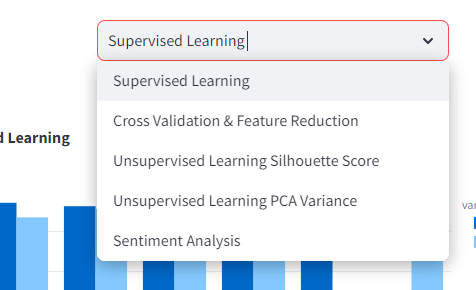 Supervised Learning
Supervised Learning
Cross Validation & Feature Reduction
d Learning
Unsupervised Learning Silhouette Score
Unsupervised Learning PCA Variance
Sentiment Analysis